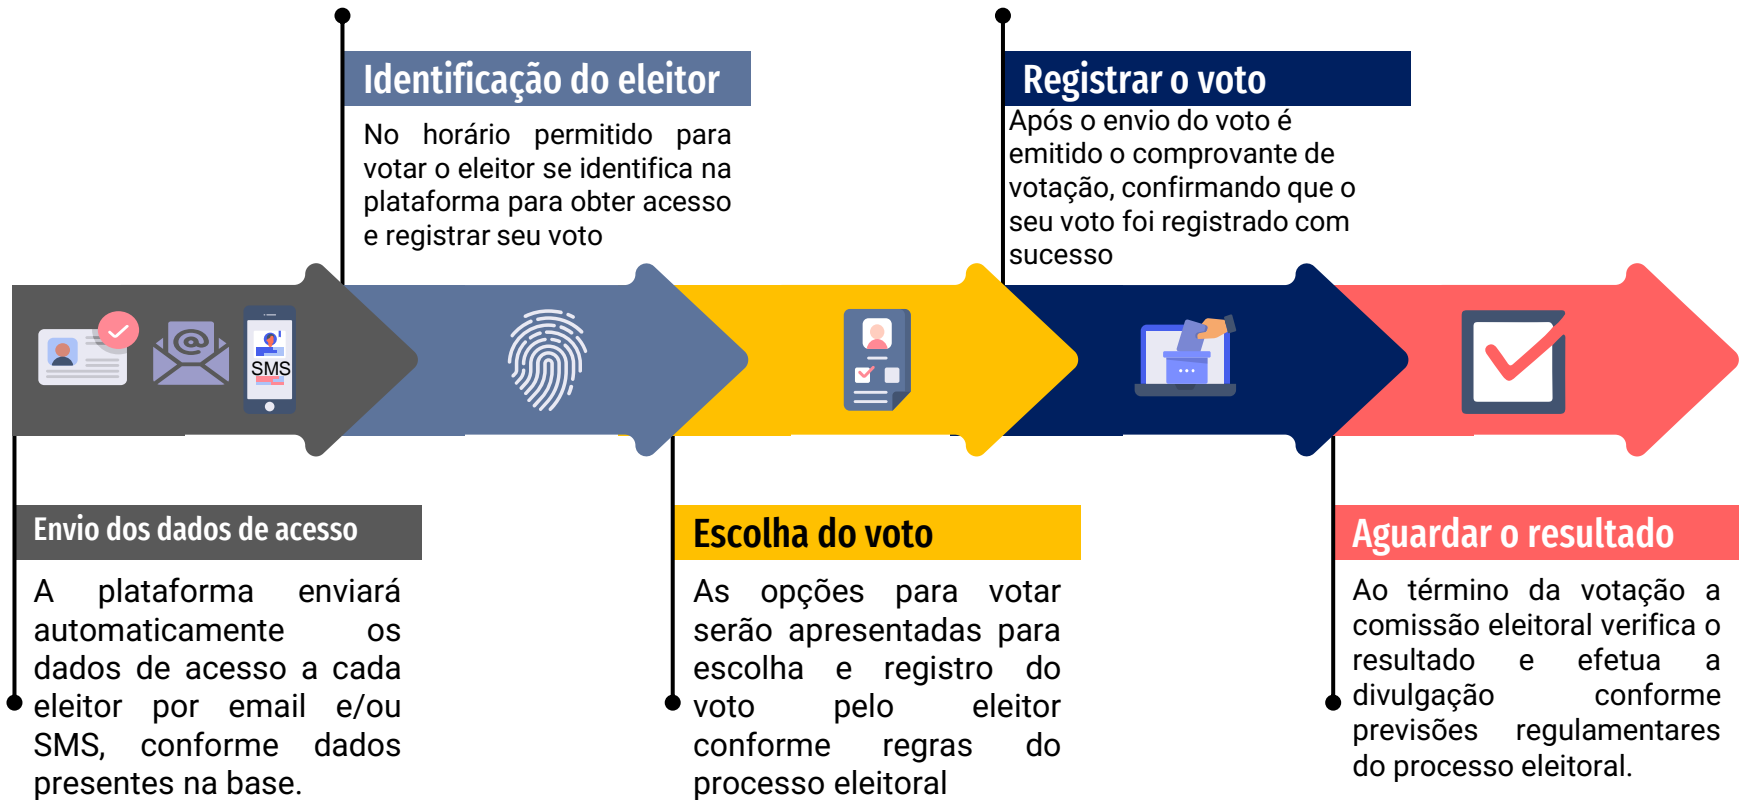 Identificação do eleitor
No horário permitido para
votar o eleitor se identifica na
plataforma para obter acesso
e registrar seu voto
Registrar o voto
Após o envio do voto é
emitido o comprovante de
votação, confirmando que o
seu voto foi registrado com
sucesso
@
SMS
Envio dos dados de acesso
A plataforma enviará
automaticamente os
dados de acesso a cada
eleitor por email e/ou
SMS, conforme dados
presentes na base.
Escolha do voto
As opções para votar
serão apresentadas para
escolha e registro do
voto pelo eleitor
conforme regras do
processo eleitoral
Aguardar o resultado
Ao término da votação a
comissão eleitoral verifica o
resultado e efetua a
divulgação conforme
previsões regulamentares
do processo eleitoral.